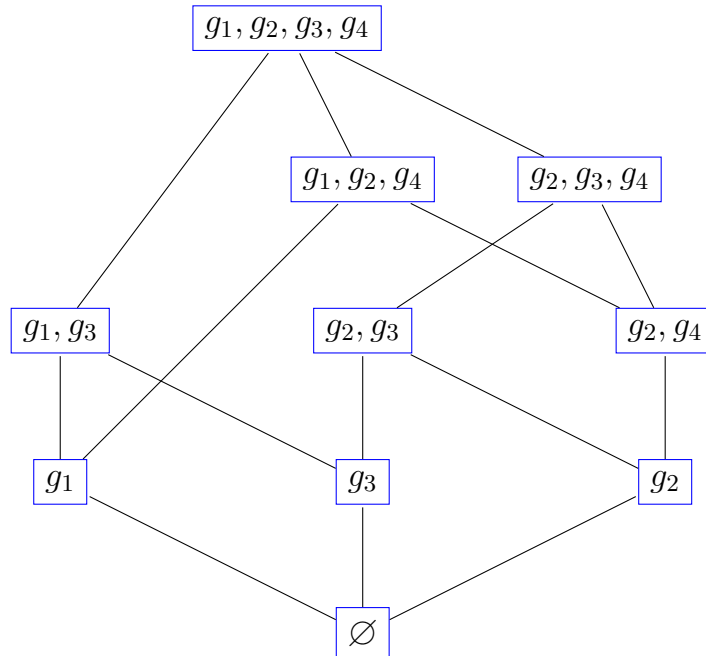 g₁, g₂, g₃, g₄
g₁, g₂, g₄
g₂, g₃, g₄
g₁, g₃
g₂, g₃
g₂, g₄
g₁
g₃
g₂
∅